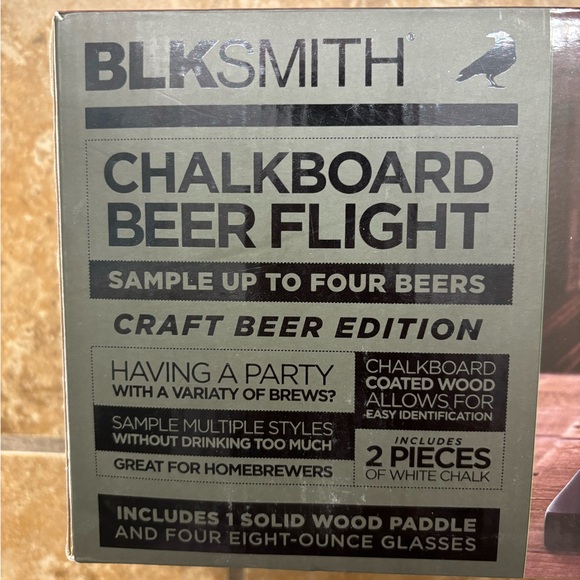 BLKSMITH
CHALKBOARD
BEER FLIGHT
SAMPLE UP TO FOUR BEERS
CRAFT BEER EDITION
HAVING A PARTY
WITH A VARIATY OF BREWS?
SAMPLE MULTIPLE STYLES
WITHOUT DRINKING TOO MUCH
GREAT FOR HOMEBREWERS
CHALKBOARD
COATED WOOD
ALLOWS FOR
EASY IDENTIFICATION
INCLUDES
2 PIECES
OF WHITE CHALK
INCLUDES 1 SOLID WOOD PADDLE
AND FOUR EIGHT-OUNCE GLASSES